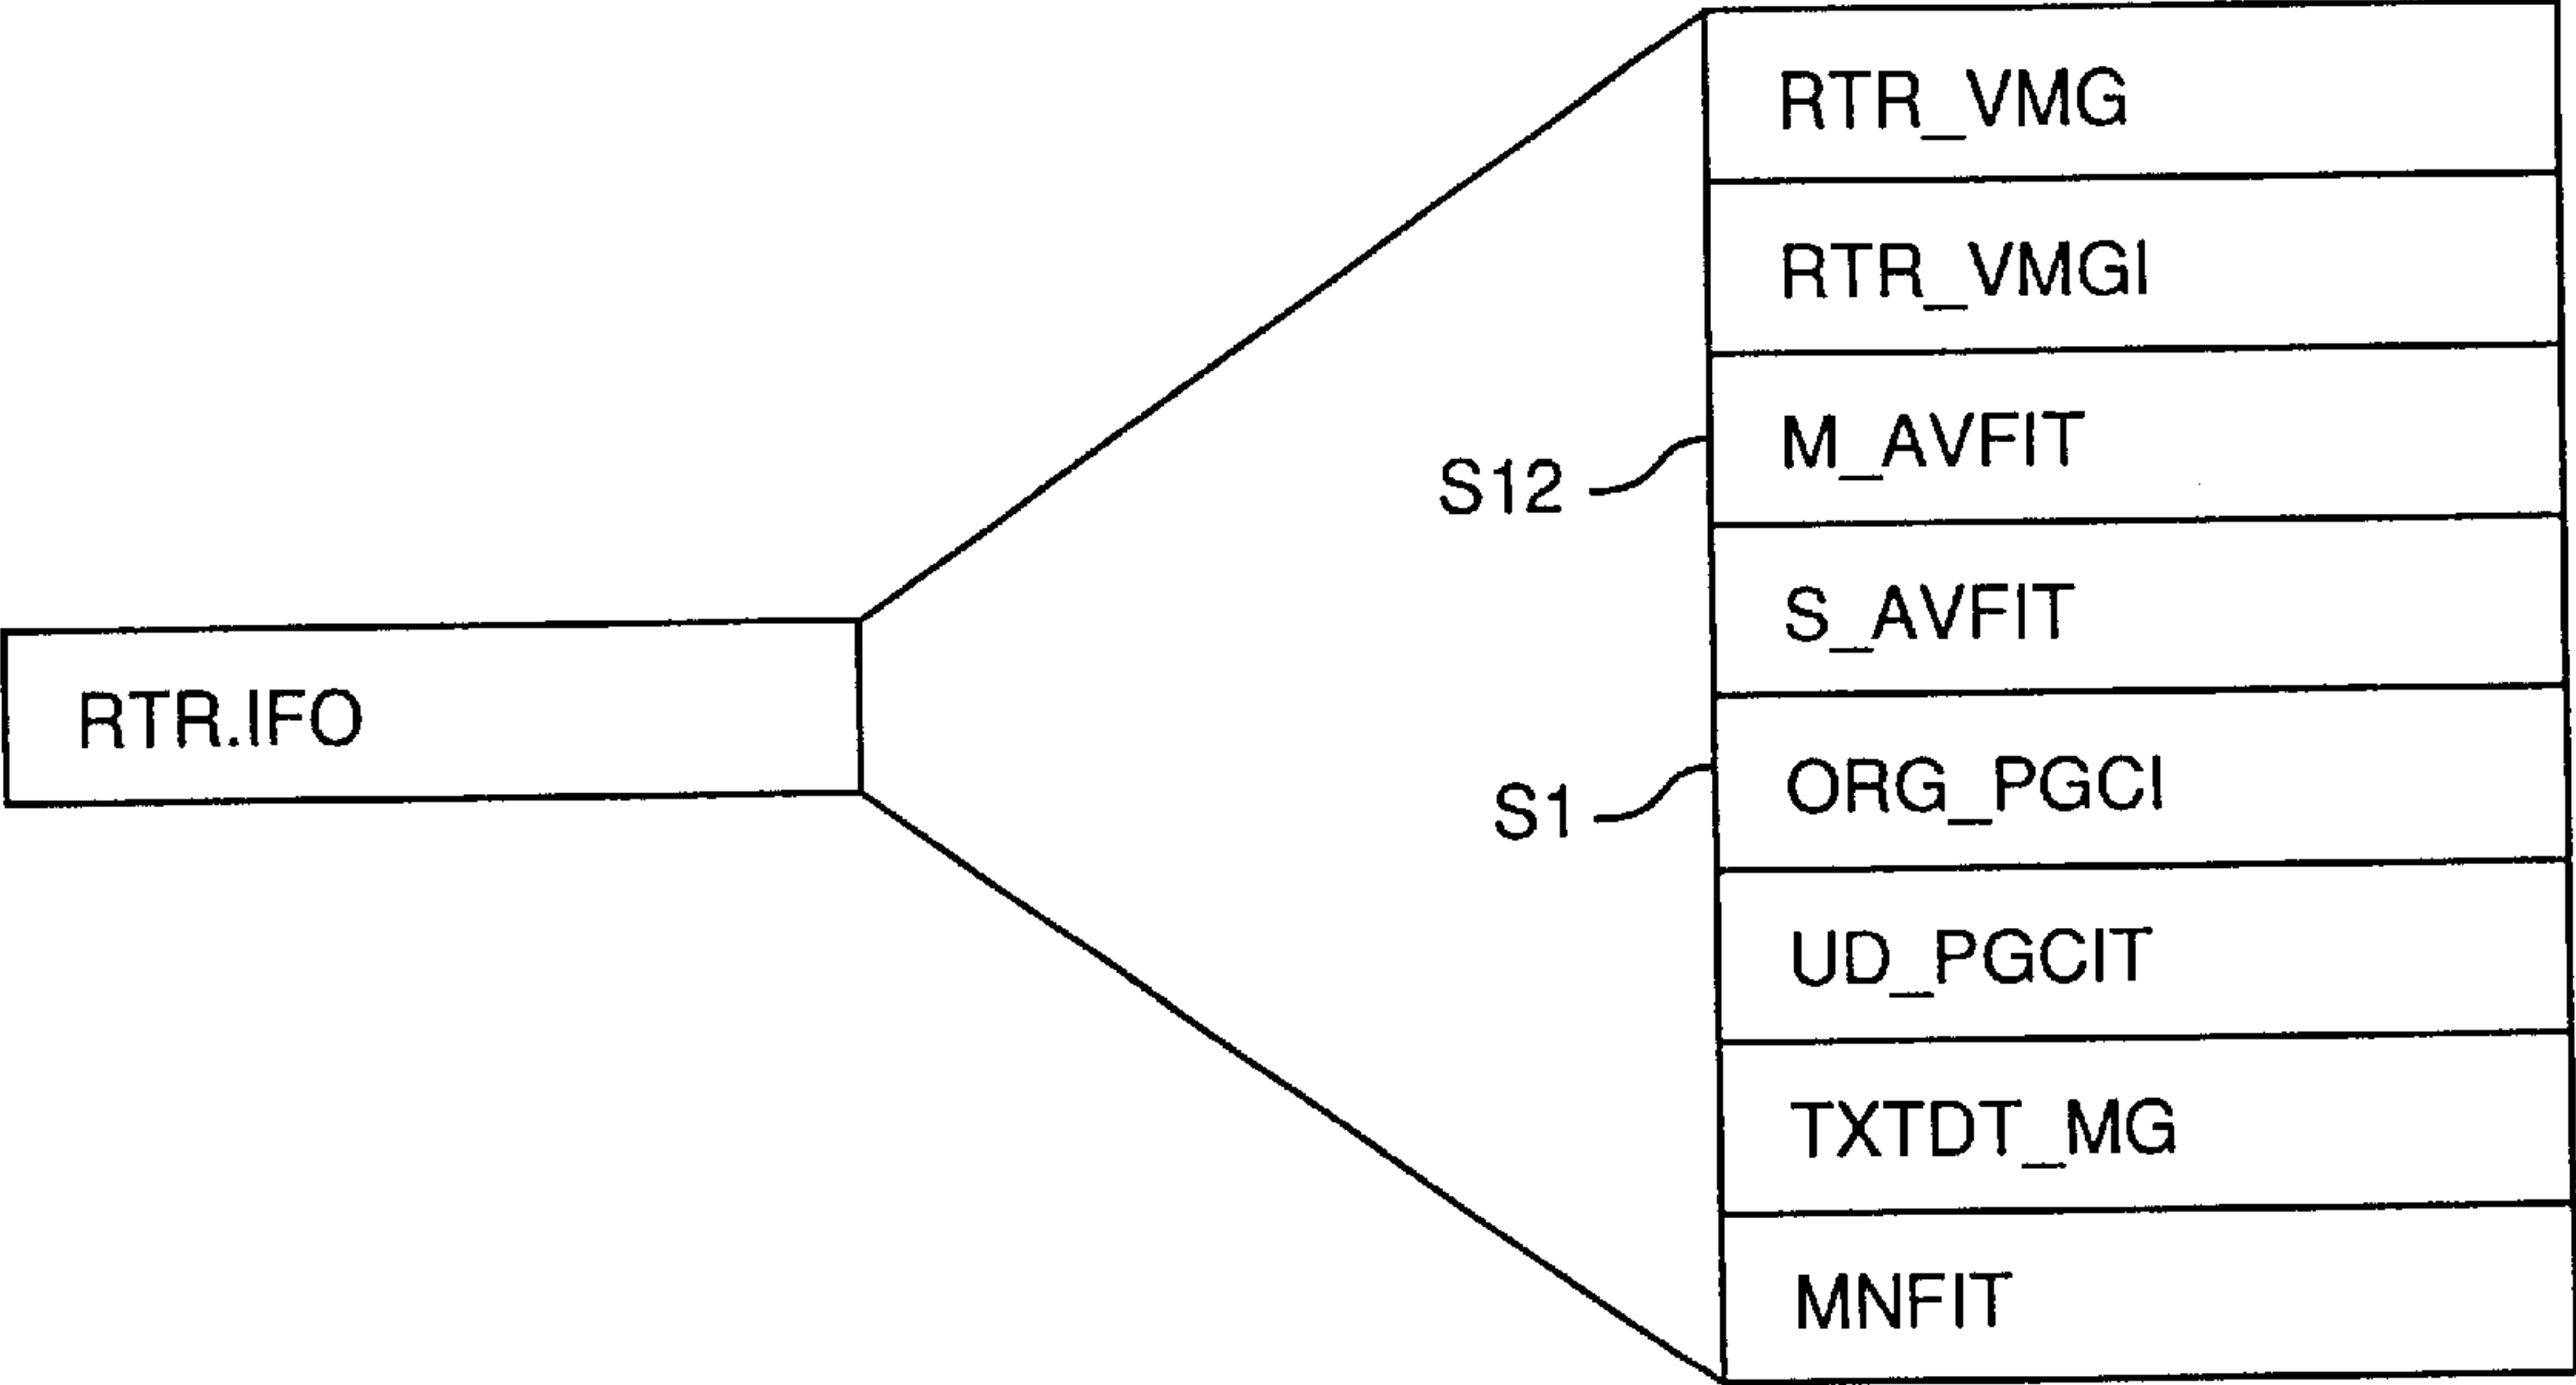 RTR_VMG
RTR_VMGI
M_AVFIT
S12
S_AVFIT
RTR.IFO
ORG_PGCI
S1
UD_PGCIT
TXTDT_MG
MNFIT